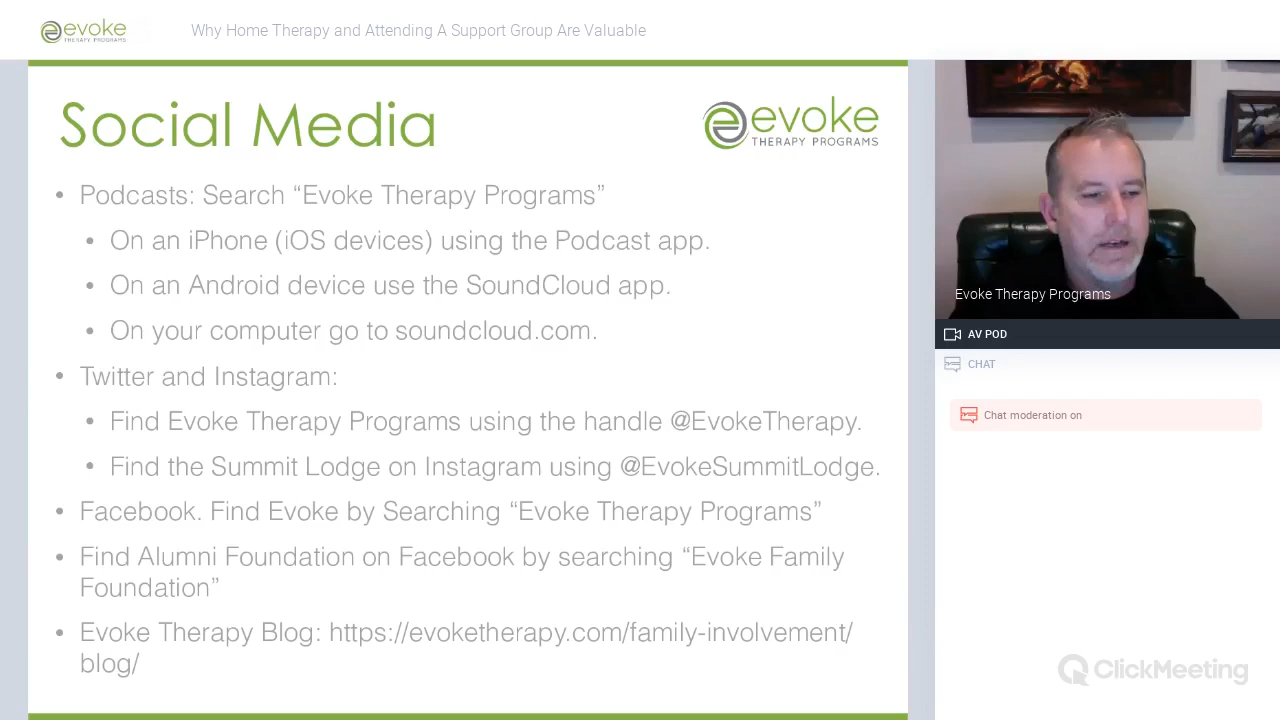 evoke
THERAPY PROGRAMS
Why Home Therapy and Attending A Support Group Are Valuable
Social Media
evoke
THERAPY PROGRAMS
• Podcasts: Search “Evoke Therapy Programs”
• On an iPhone (iOS devices) using the Podcast app.
• On an Android device use the SoundCloud app.
• On your computer go to soundcloud.com.
• Twitter and Instagram:
• Find Evoke Therapy Programs using the handle @EvokeTherapy.
• Find the Summit Lodge on Instagram using @EvokeSummitLodge.
• Facebook. Find Evoke by Searching “Evoke Therapy Programs”
• Find Alumni Foundation on Facebook by searching “Evoke Family
Foundation”
• Evoke Therapy Blog: https://evoketherapy.com/family-involvement/
blog/
Evoke Therapy Programs
AV POD
CHAT
Chat moderation on
ClickMeeting